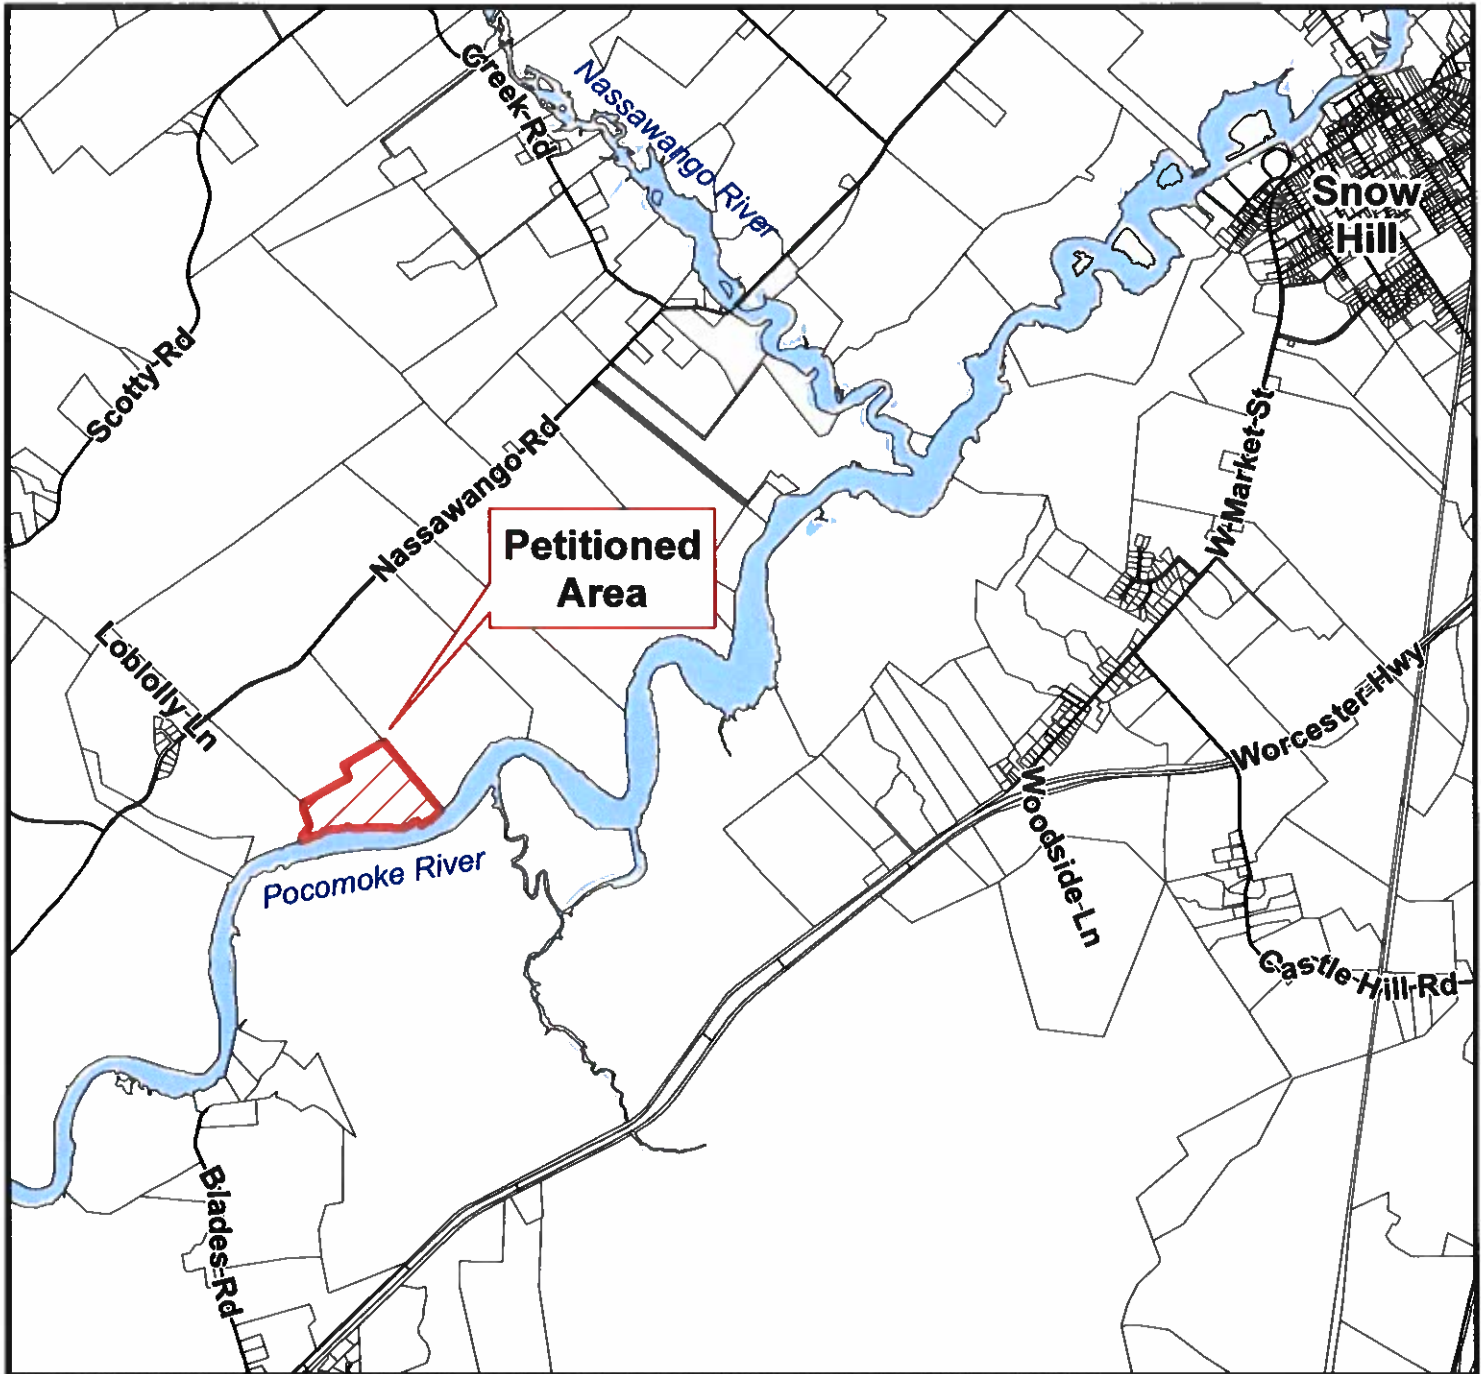 Creek-Rd
Nassawango River
Snow
Hill
Scotty-Rd
Nassawango-Rd
W-Market-St
Petitioned
Area
Loblolly-Ln
Worcester-Hwy
Woodside-Ln
Pocomoke River
Castle-Hill-Rd
Blades-Rd